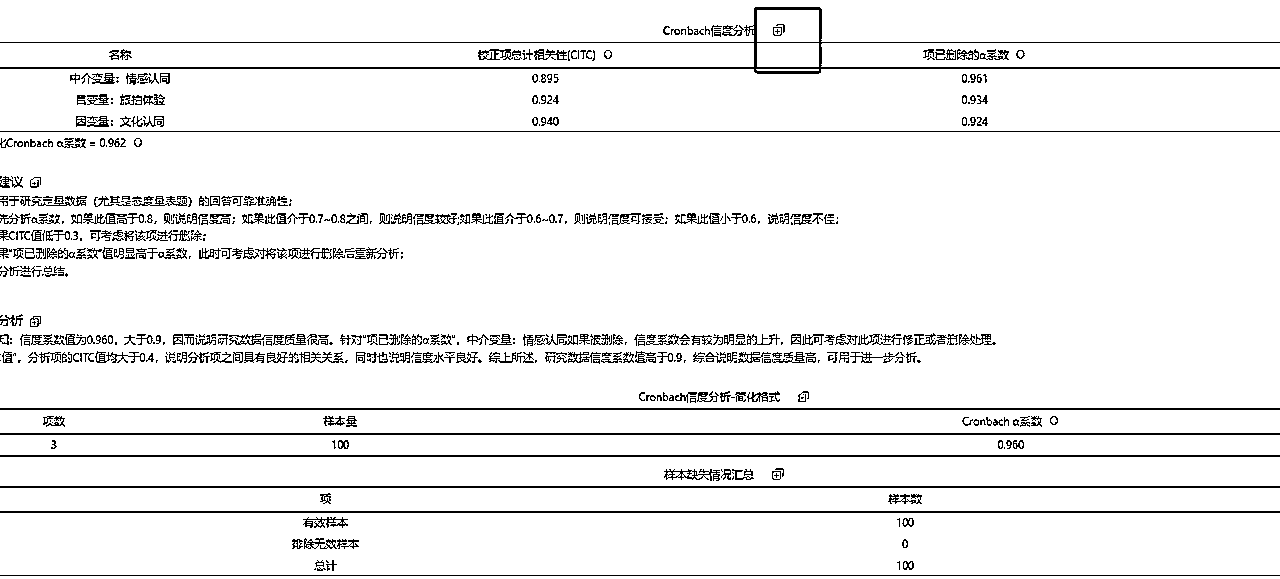 Cronbach信度分析
名称 校正项总计相关性(CITC) 项已删除的α系数
中介变量：情感认同 0.895 0.961
自变量：旅拍体验 0.924 0.934
因变量：文化认同 0.940 0.924
化Cronbach α系数 = 0.962
建议
用于研究定量数据（尤其是态度量表题）的回答可靠准确性；
先分析α系数，如果此值高于0.8，则说明信度高；如果此值介于0.7~0.8之间，则说明信度较好;如果此值介于0.6~0.7，则说明信度可接受；如果此值小于0.6，说明信度不佳；
果CITC值低于0.3，可考虑将该项进行删除；
果“项已删除的α系数”值明显高于α系数，此时可考虑对将该项进行删除后重新分析；
分析进行总结。
分析
知：信度系数值为0.960，大于0.9，因而说明研究数据信度质量很高。针对“项已删除的α系数”，中介变量：情感认同如果被删除，信度系数会有较为明显的上升，因此可考虑对此项进行修正或者删除处理。
值”，分析项的CITC值均大于0.4，说明分析项之间具有良好的相关关系，同时也说明信度水平良好。综上所述，研究数据信度系数值高于0.9，综合说明数据信度质量高，可用于进一步分析。
Cronbach信度分析-简化格式
项数 样本量 Cronbach α系数
3 100 0.960
样本缺失情况汇总
项 样本数
有效样本 100
排除无效样本 0
总计 100